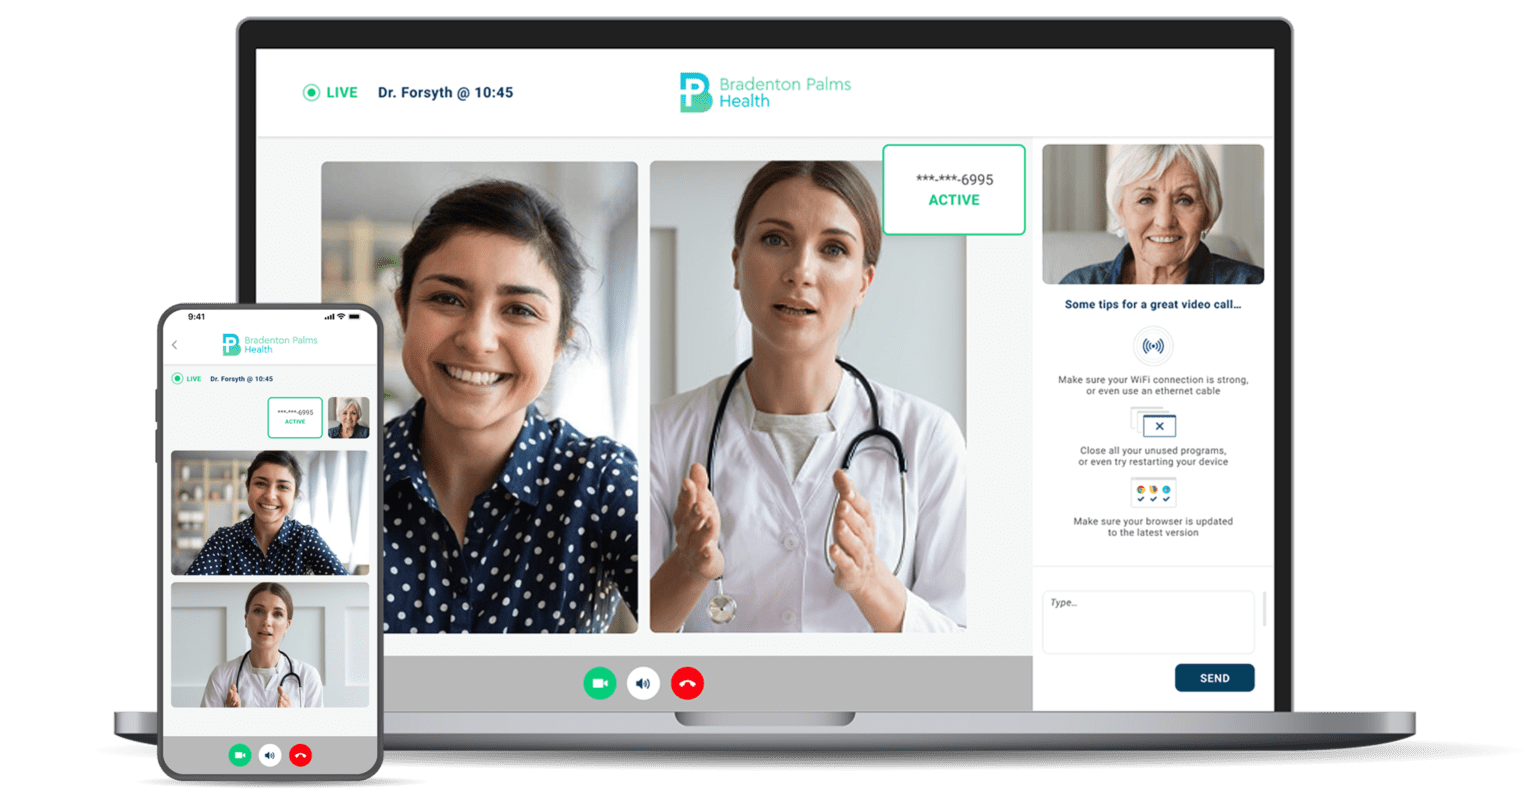 LIVE Dr. Forsyth @ 10:45
Bradenton Palms
Health
***-***-6995
ACTIVE
Some tips for a great video call...
Make sure your WiFi connection is strong,
or even use an ethernet cable
Close all your unused programs,
or even try restarting your device
Make sure your browser is updated
to the latest version
Type...
SEND
9:41
Bradenton Palms
Health
LIVE Dr. Forsyth @ 10:45
***-***-6995
ACTIVE